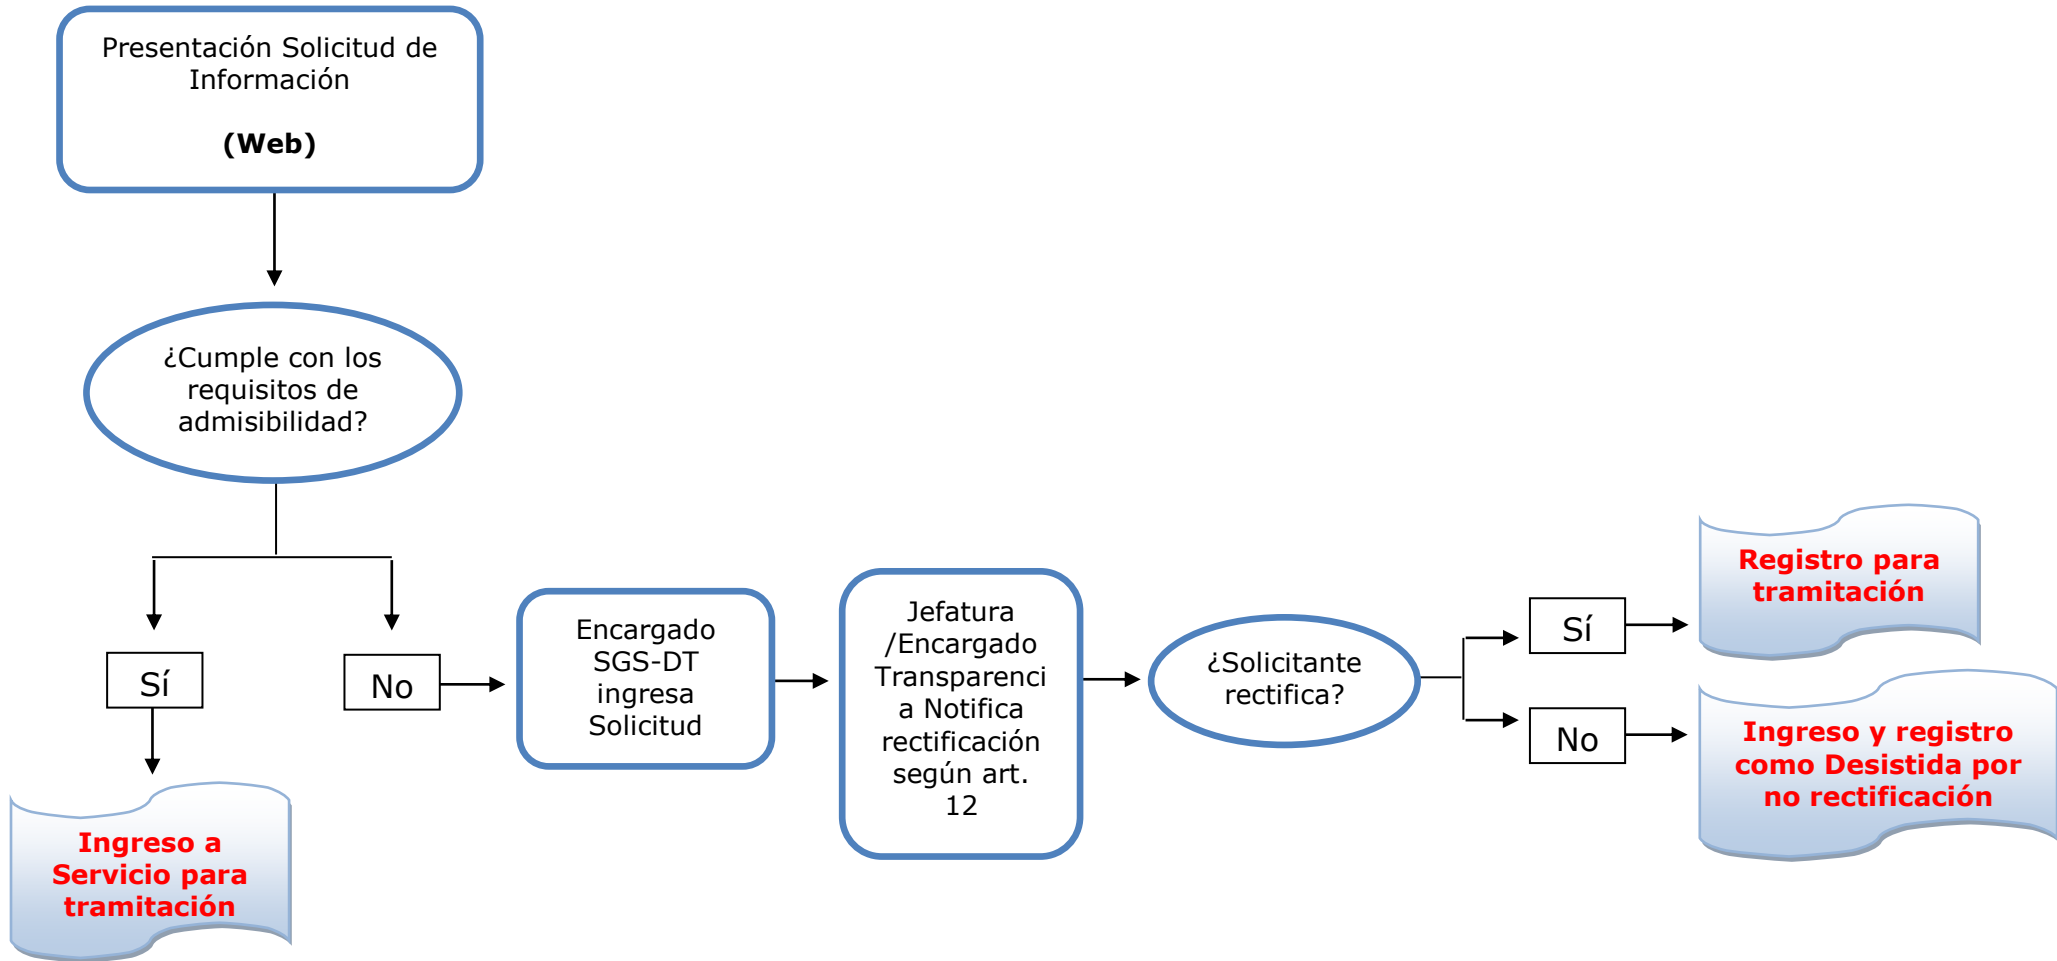 Presentación Solicitud de
Información
(Web)
¿Cumple con los
requisitos de
admisibilidad?
Sí
No
Ingreso a
Servicio para
tramitación
Encargado
SGS-DT
ingresa
Solicitud
Jefatura
/Encargado
Transparenci
a Notifica
rectificación
según art.
12
¿Solicitante
rectifica?
Sí
Registro para
tramitación
No
Ingreso y registro
como Desistida por
no rectificación